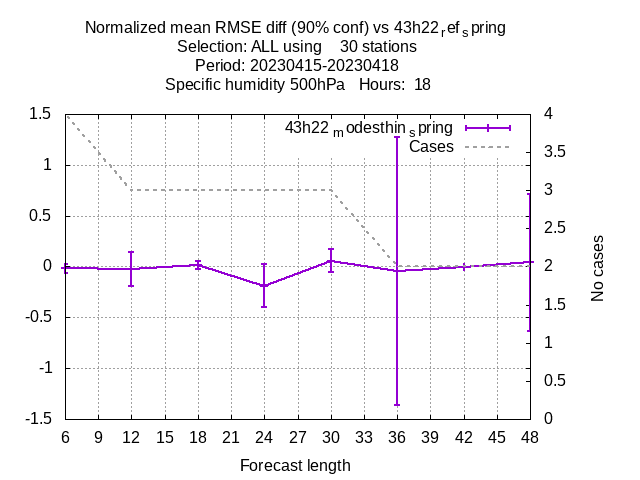 Normalized mean RMSE diff (90% conf) vs 43h22refspring
Selection: ALL using 30 stations
Period: 20230415-20230418
Specific humidity 500hPa Hours: 18
43h22modesthinspring
Cases
1.5
1
0.5
0
-0.5
-1
-1.5
4
3.5
3
2.5
2
1.5
1
0.5
0
No cases
6 9 12 15 18 21 24 27 30 33 36 39 42 45 48
Forecast length